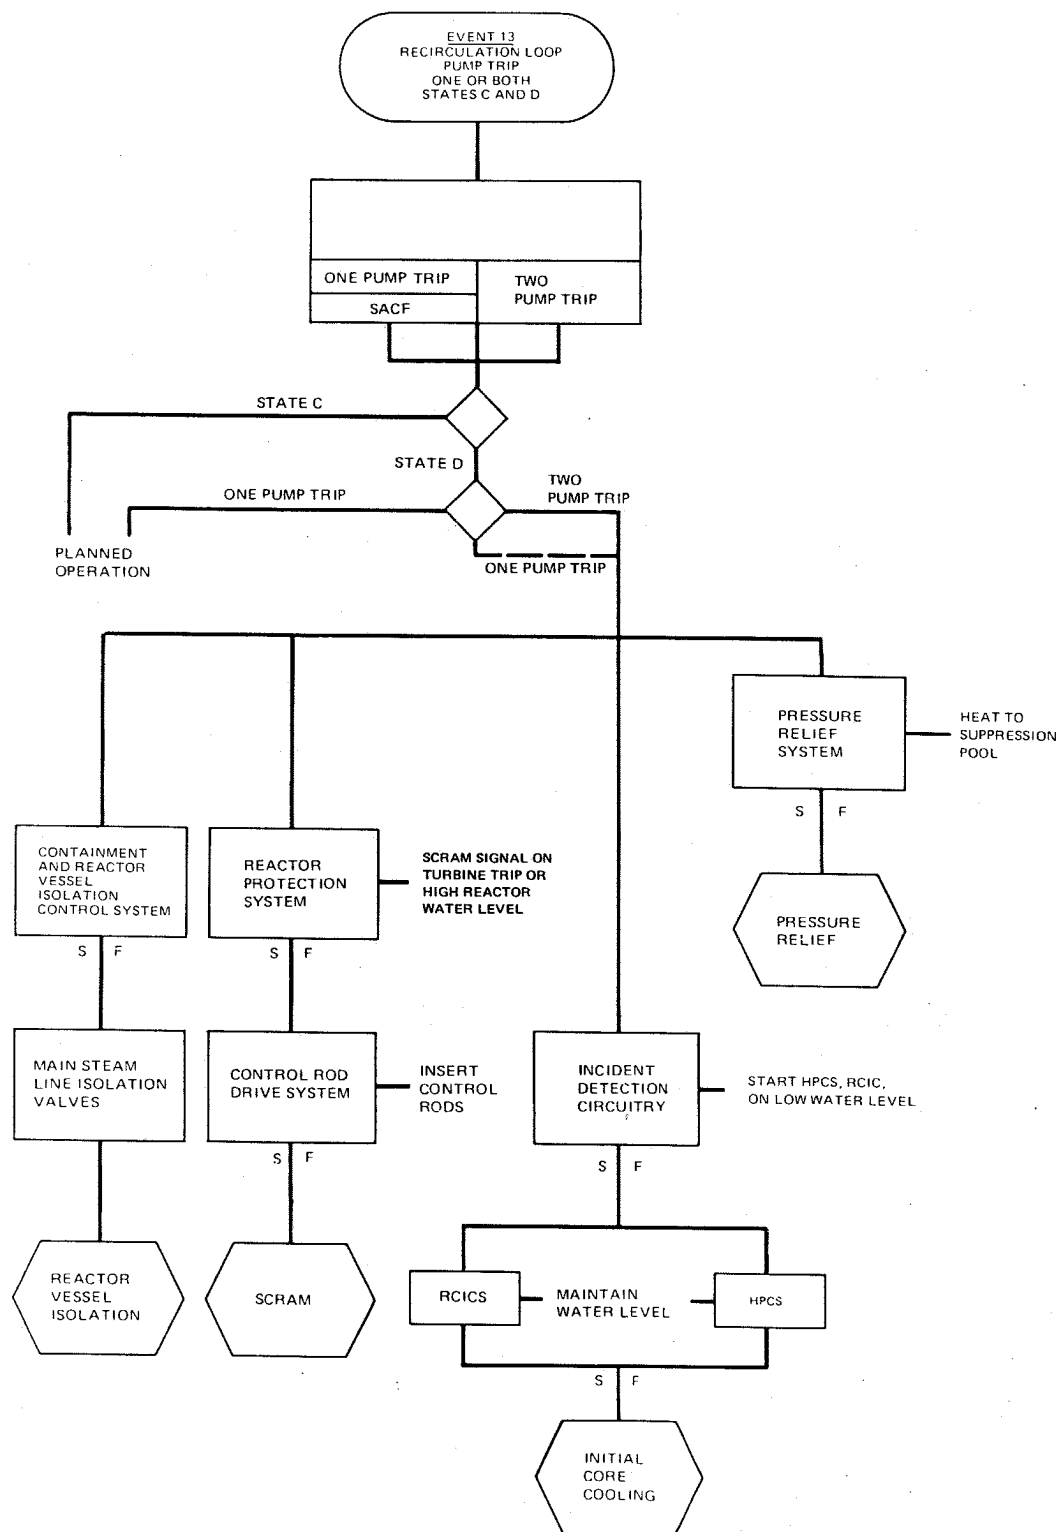 EVENT 13
RECIRCULATION LOOP
PUMP TRIP
ONE OR BOTH
STATES C AND D
ONE PUMP TRIP
SACF
TWO
PUMP TRIP
STATE C
STATE D
ONE PUMP TRIP
TWO
PUMP TRIP
ONE PUMP TRIP
PLANNED
OPERATION
PRESSURE
RELIEF
SYSTEM
HEAT TO
SUPPRESSION
POOL
S F
PRESSURE
RELIEF
CONTAINMENT
AND REACTOR
VESSEL
ISOLATION
CONTROL SYSTEM
S F
REACTOR
PROTECTION
SYSTEM
SCRAM SIGNAL ON
TURBINE TRIP OR
HIGH REACTOR
WATER LEVEL
S F
MAIN STEAM
LINE ISOLATION
VALVES
CONTROL ROD
DRIVE SYSTEM
INSERT
CONTROL
RODS
S F
INCIDENT
DETECTION
CIRCUITRY
START HPCS, RCIC,
ON LOW WATER LEVEL
S F
REACTOR
VESSEL
ISOLATION
SCRAM
RCICS
MAINTAIN
WATER LEVEL
HPCS
S F
INITIAL
CORE
COOLING